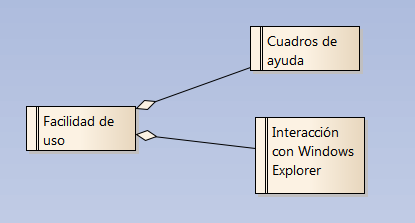 Cuadros de
ayuda
Facilidad de
uso
Interacción
con Windows
Explorer